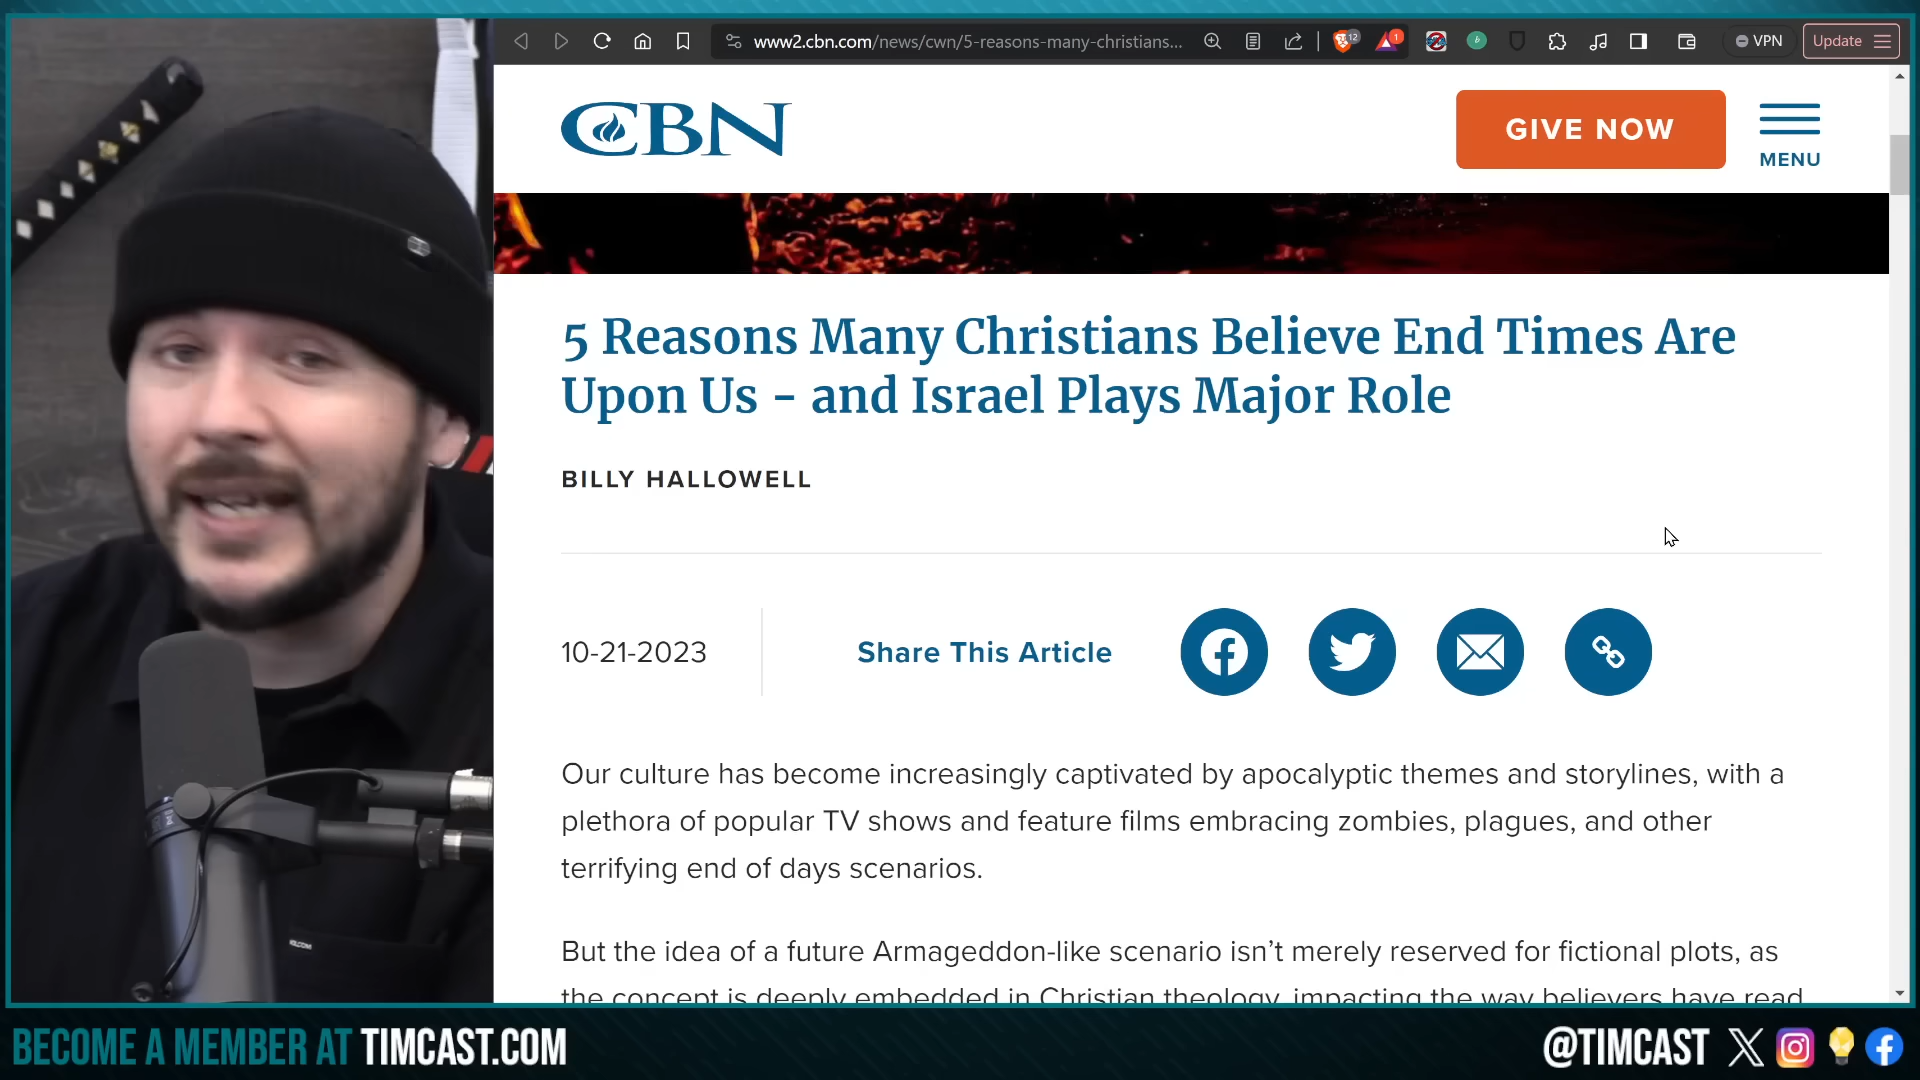 www2.cbn.com/news/cwn/5-reasons-many-christians...
12
1
VPN
Update
CBN
GIVE NOW
MENU
5 Reasons Many Christians Believe End Times Are
Upon Us - and Israel Plays Major Role
BILLY HALLOWELL
10-21-2023
Share This Article
Our culture has become increasingly captivated by apocalyptic themes and storylines, with a
plethora of popular TV shows and feature films embracing zombies, plagues, and other
terrifying end of days scenarios.
But the idea of a future Armageddon-like scenario isn’t merely reserved for fictional plots, as
the concept is deeply embedded in Christian theology, impacting the way believers have read
VOLCOM
BECOME A MEMBER AT TIMCAST.COM
@TIMCAST